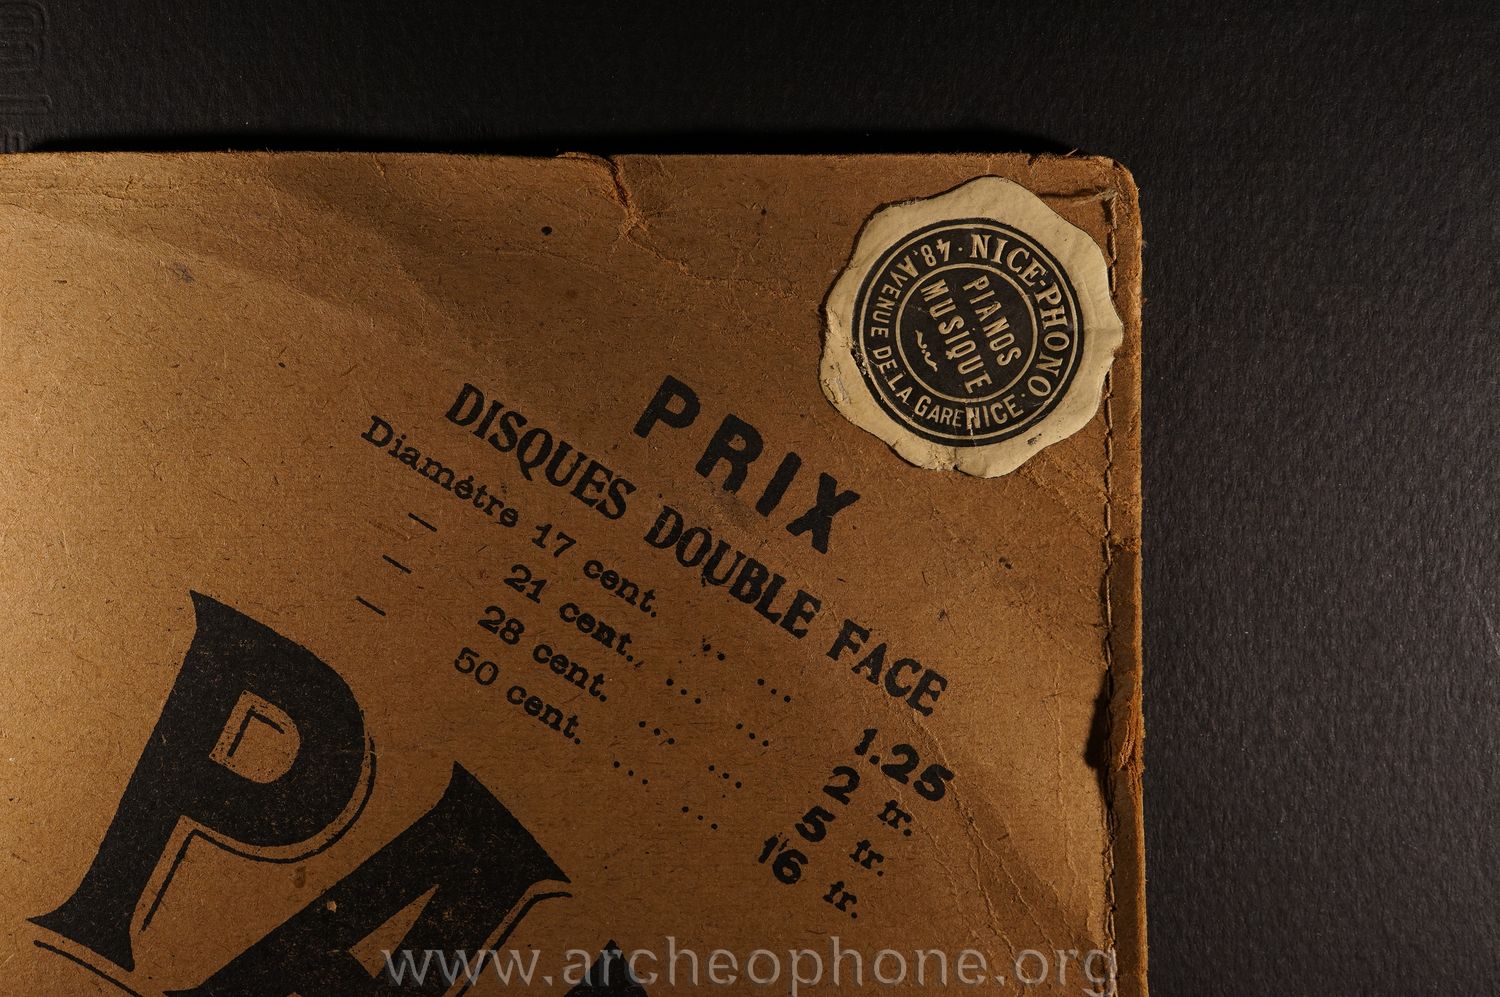 NICE-PHONO · 48, AVENUE DE LA GARE NICE ·
PIANOS
MUSIQUE
PRIX
DISQUES DOUBLE FACE
Diamétre 17 cent. ... ... 1.25
— 21 cent. ... ... 2 fr.
— 28 cent. ... ... 5 fr.
— 50 cent. ... ... 16 fr.
PA
www.archeophone.org